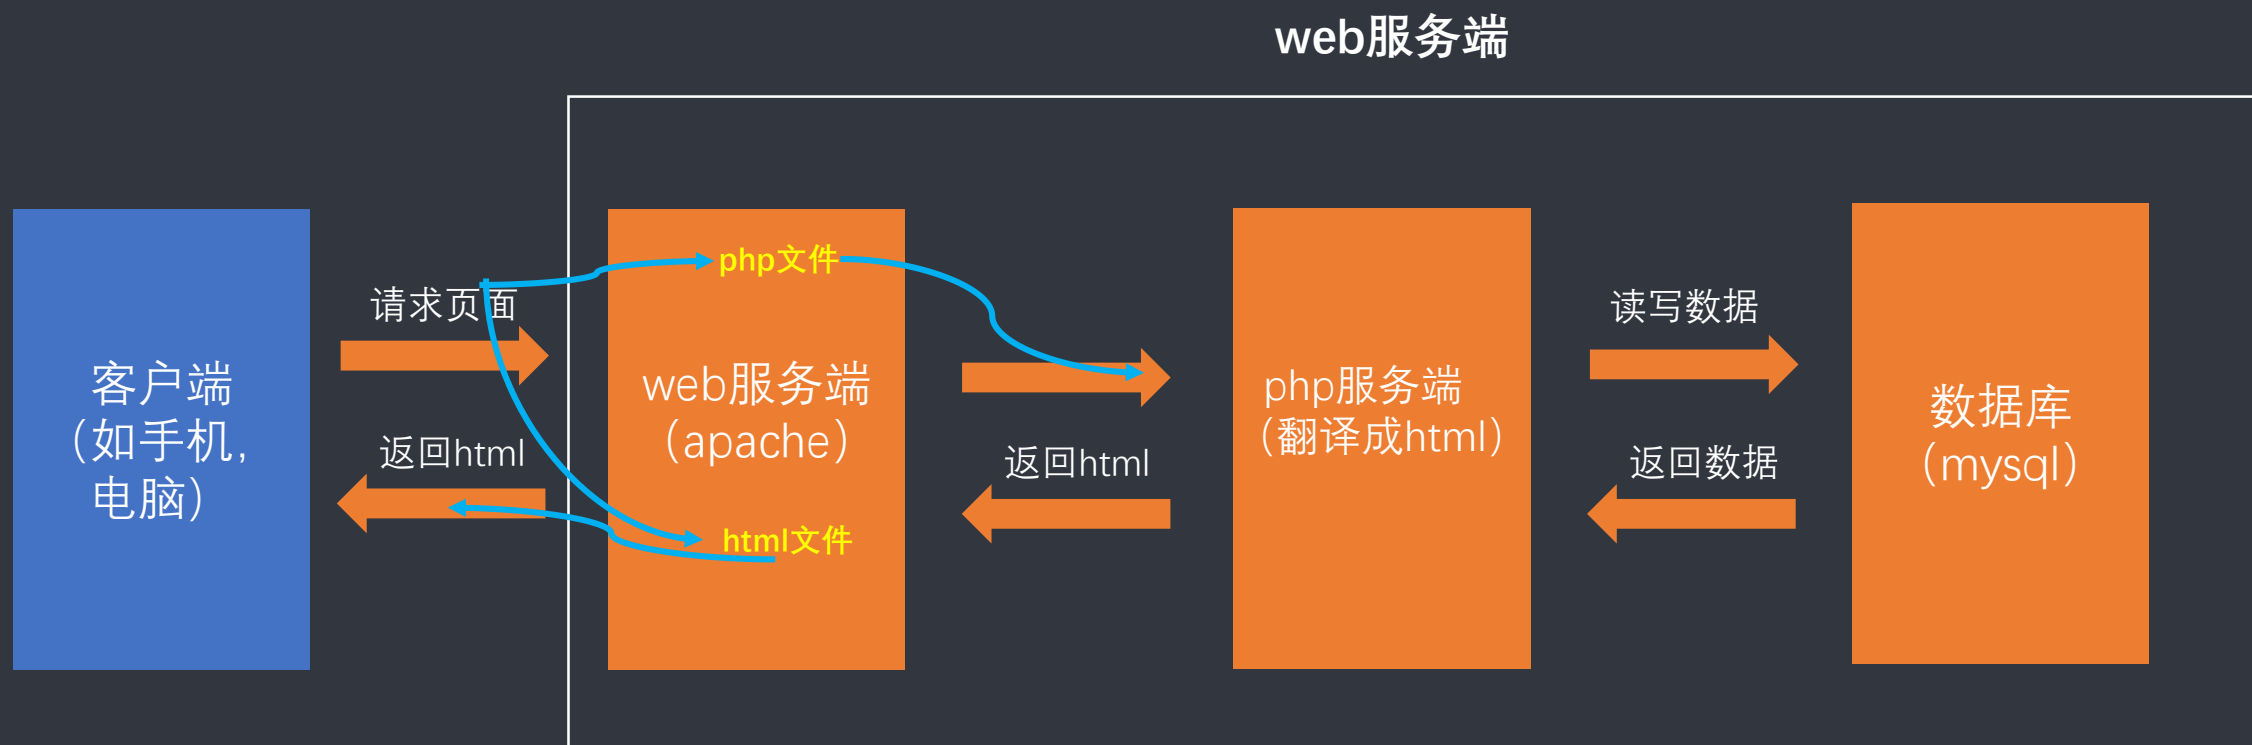 web服务端
客户端
（如手机,
电脑）
请求页面
返回html
php文件
web服务端
（apache）
html文件
返回html
php服务端
（翻译成html）
读写数据
返回数据
数据库
（mysql）